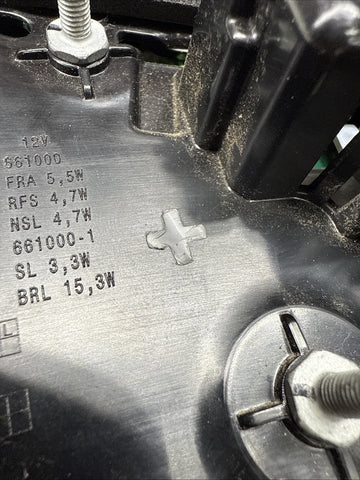 12V
661000
FRA 5,5W
RFS 4,7W
NSL 4,7W
661000-1
SL 3,3W
BRL 15,3W